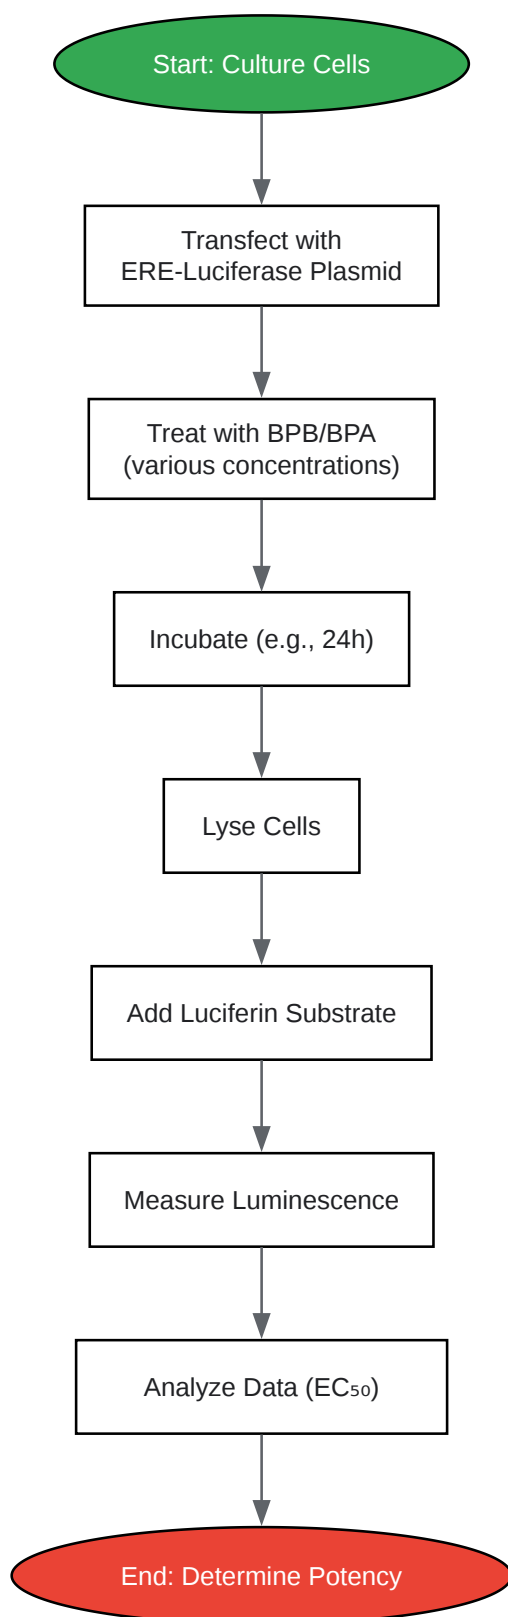 Start: Culture Cells
Transfect with
ERE-Luciferase Plasmid
Treat with BPB/BPA
(various concentrations)
Incubate (e.g., 24h)
Lyse Cells
Add Luciferin Substrate
Measure Luminescence
Analyze Data (EC₅₀)
End: Determine Potency